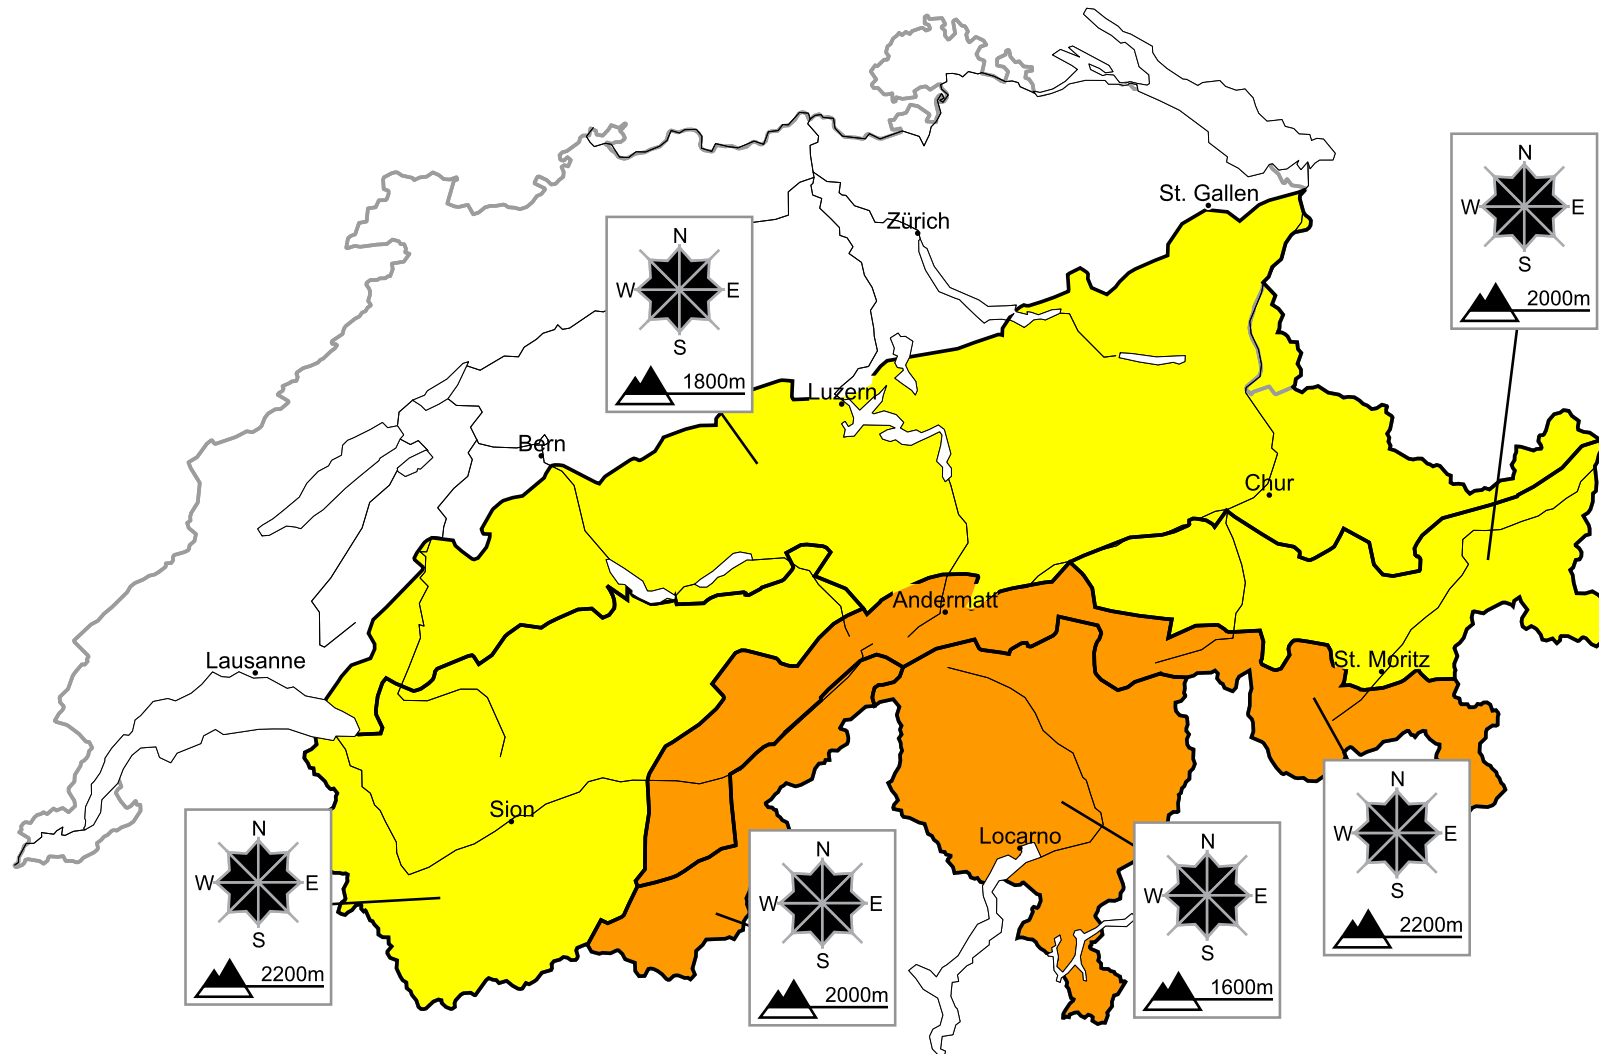 St. Gallen
Zürich
N
W E
S
2000m
N
W E
S
1800m
Luzern
Bern
Chur
Andermatt
Lausanne
St. Moritz
Sion
Locarno
N
W E
S
2200m
N
W E
S
2000m
N
W E
S
1600m
N
W E
S
2200m